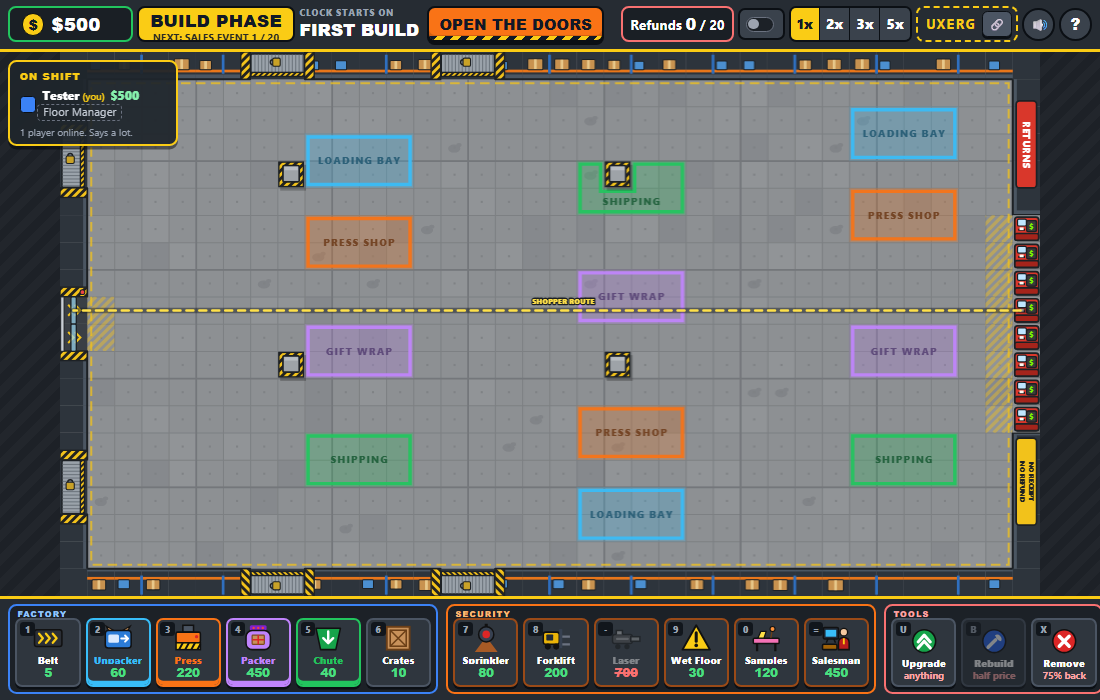 $ $500
BUILD PHASE
NEXT: SALES EVENT 1 / 20
CLOCK STARTS ON
FIRST BUILD
OPEN THE DOORS
Refunds 0 / 20
1x 2x 3x 5x
UXERG
?
ON SHIFT
Tester (you) $500
Floor Manager
1 player online. Says a lot.
LOADING BAY
LOADING BAY
RETURNS
SHIPPING
PRESS SHOP
PRESS SHOP
GIFT WRAP
SHOPPER ROUTE
GIFT WRAP
GIFT WRAP
PRESS SHOP
SHIPPING
SHIPPING
NO RECEIPT
NO REFUND
LOADING BAY
FACTORY
1 Belt 5
2 Unpacker 60
3 Press 220
4 Packer 450
5 Chute 40
6 Crates 10
SECURITY
7 Sprinkler 80
8 Forklift 200
- Laser 700
9 Wet Floor 30
0 Samples 120
= Salesman 450
TOOLS
U Upgrade anything
B Rebuild half price
X Remove 75% back